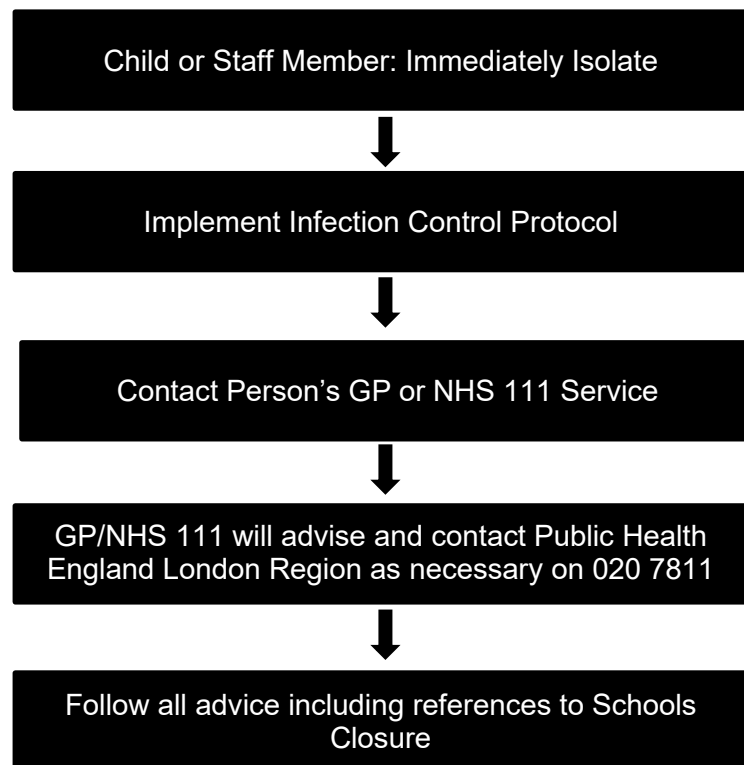 Child or Staff Member: Immediately Isolate
Implement Infection Control Protocol
Contact Person’s GP or NHS 111 Service
GP/NHS 111 will advise and contact Public Health
England London Region as necessary on 020 7811
Follow all advice including references to Schools
Closure